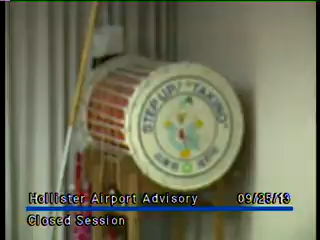 STEP UP! "TAKINO"
Hollister Airport Advisory 09/25/13
Closed Session